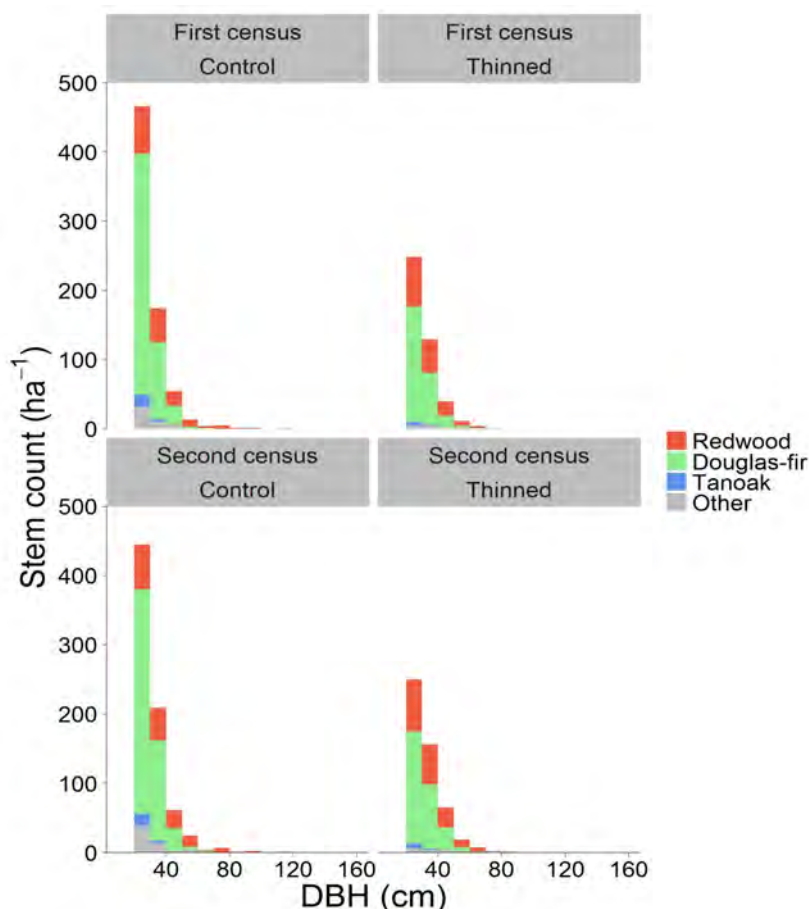 First census
Control
First census
Thinned
500
400
300
200
100
0
Second census
Control
Second census
Thinned
500
400
300
200
100
0
40
80
120
160
40
80
120
160
Stem count (ha⁻¹)
DBH (cm)
Redwood
Douglas-fir
Tanoak
Other